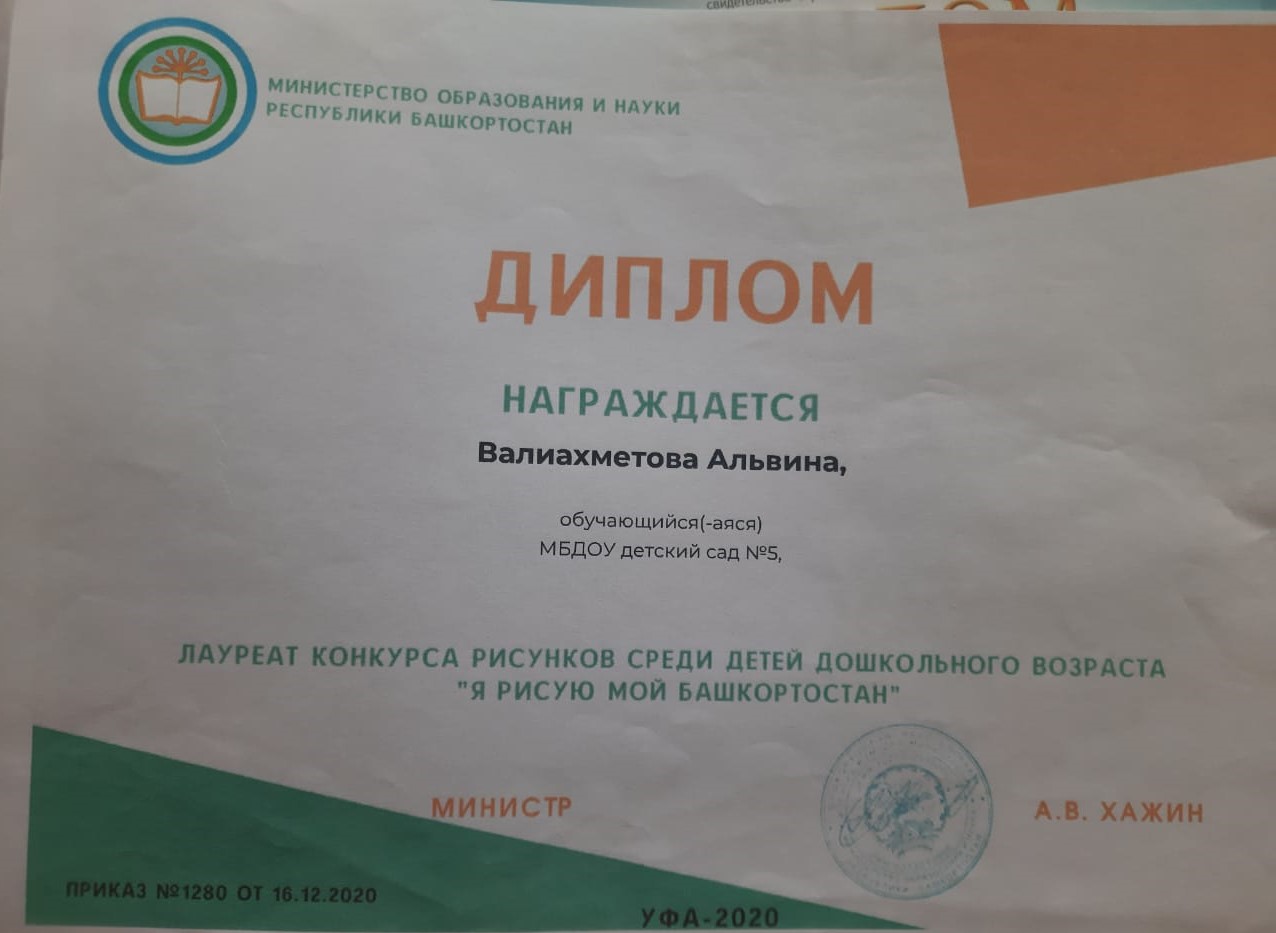 МИНИСТЕРСТВО ОБРАЗОВАНИЯ И НАУКИ
РЕСПУБЛИКИ БАШКОРТОСТАН
ДИПЛОМ
НАГРАЖДАЕТСЯ
Валиахметова Альвина,
обучающийся(-аяся)
МБДОУ детский сад №5,
ЛАУРЕАТ КОНКУРСА РИСУНКОВ СРЕДИ ДЕТЕЙ ДОШКОЛЬНОГО ВОЗРАСТА
"Я РИСУЮ МОЙ БАШКОРТОСТАН"
МИНИСТР
А.В. ХАЖИН
ПРИКАЗ №1280 ОТ 16.12.2020
УФА-2020